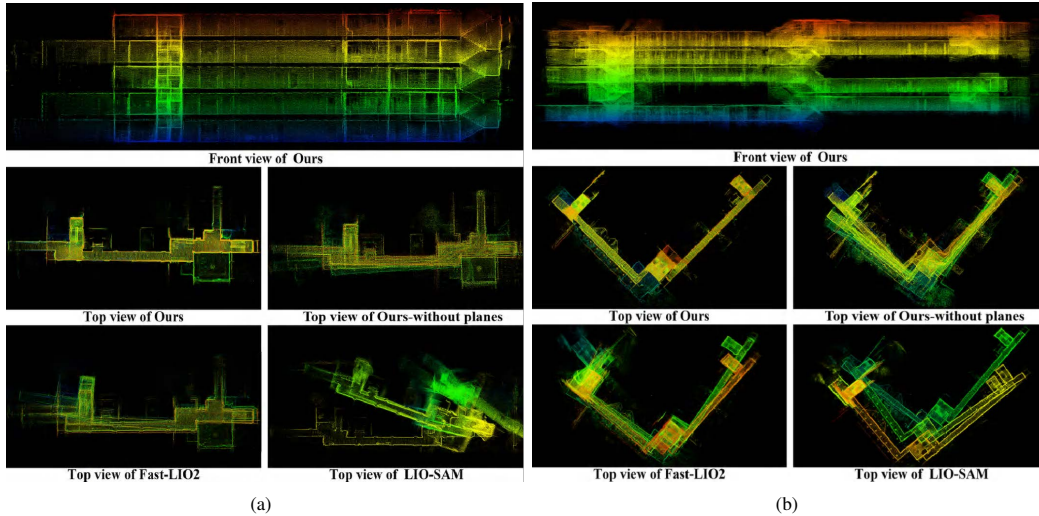 Front view of Ours
Top view of Ours
Top view of Ours-without planes
Top view of Fast-LIO2
Top view of LIO-SAM
(a)
Front view of Ours
Top view of Ours
Top view of Ours-without planes
Top view of Fast-LIO2
Top view of LIO-SAM
(b)